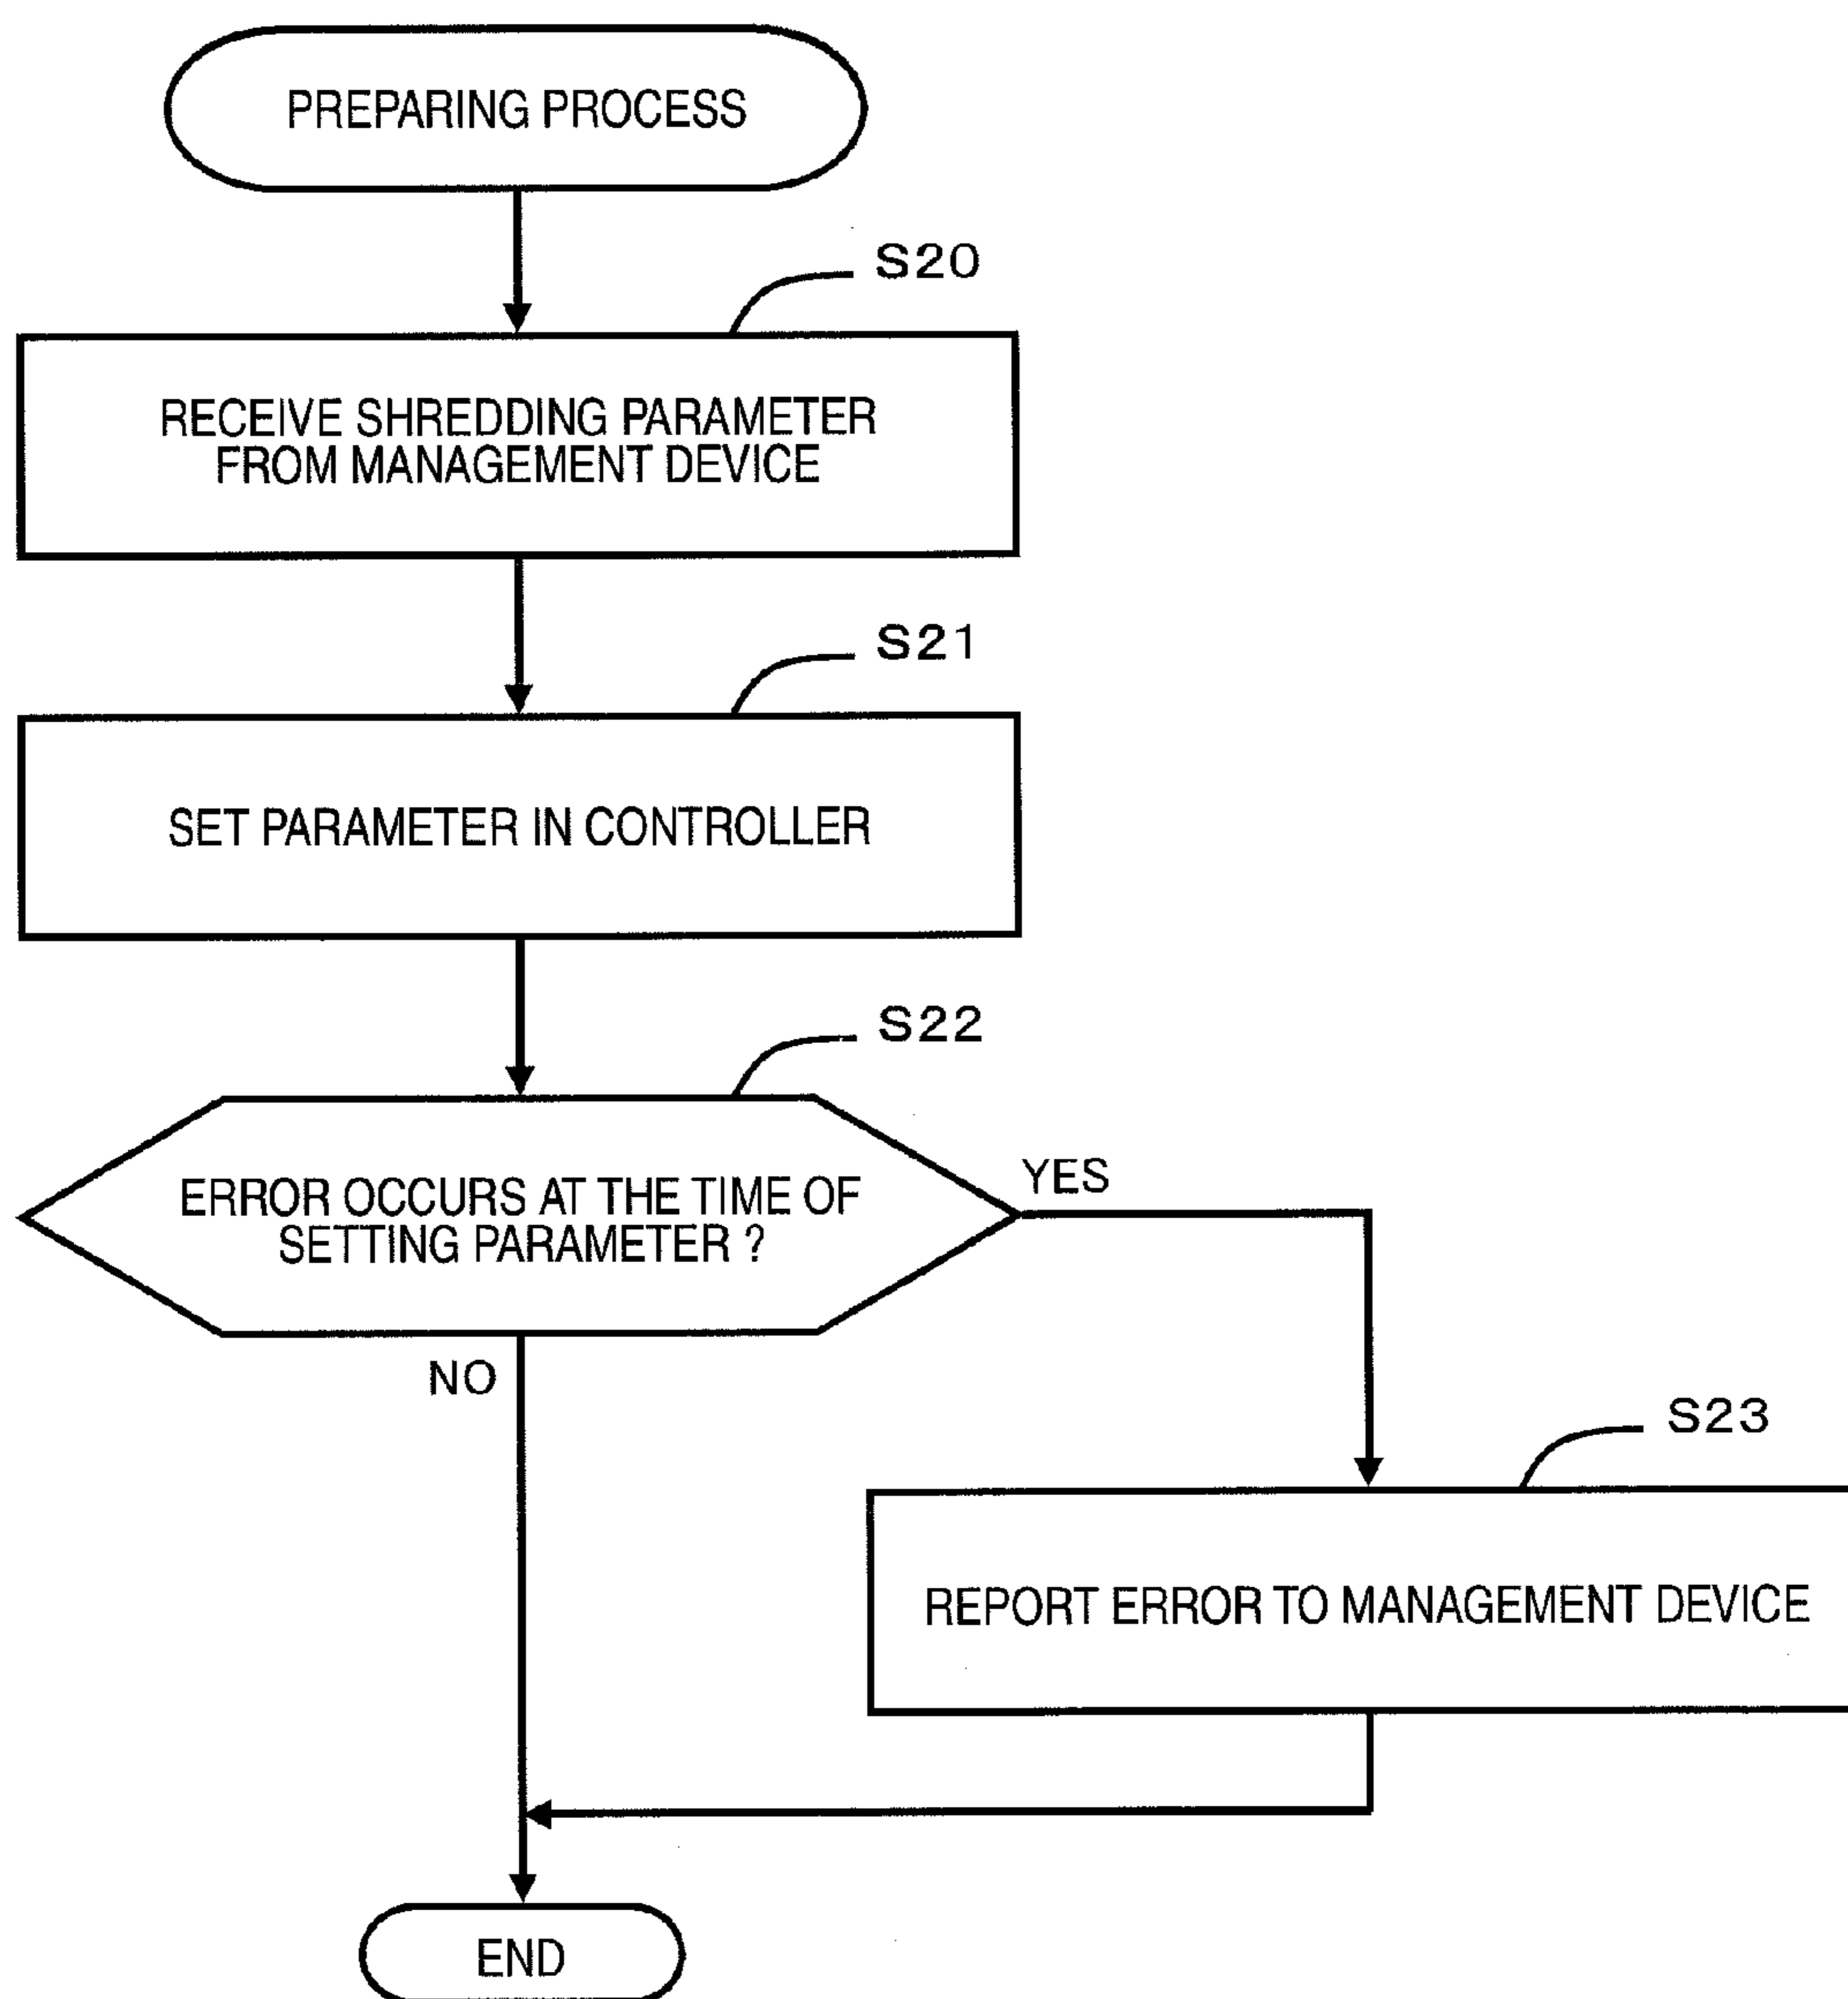 PREPARING PROCESS
S20
RECEIVE SHREDDING PARAMETER
FROM MANAGEMENT DEVICE
S21
SET PARAMETER IN CONTROLLER
S22
ERROR OCCURS AT THE TIME OF
SETTING PARAMETER ?
YES
NO
S23
REPORT ERROR TO MANAGEMENT DEVICE
END